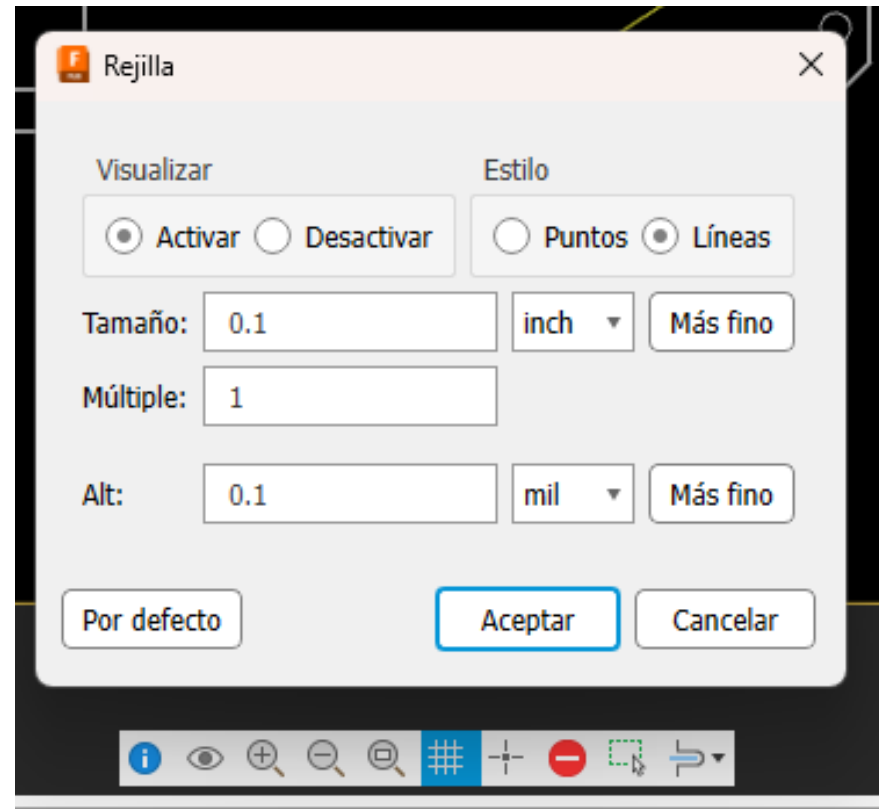 Rejilla
Visualizar Estilo
Activar Desactivar Puntos Líneas
Tamaño: 0.1 inch Más fino
Múltiple: 1
Alt: 0.1 mil Más fino
Por defecto Aceptar Cancelar